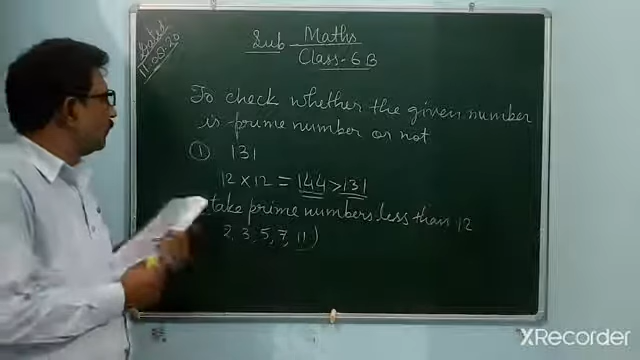 Dated
11.08.20
Sub Maths
Class-6 B
To check whether the given number
is prime number or not
① 131
12 × 12 = 144 > 131
take prime numbers less than 12
2, 3, 5, 7, 11)
XRecorder